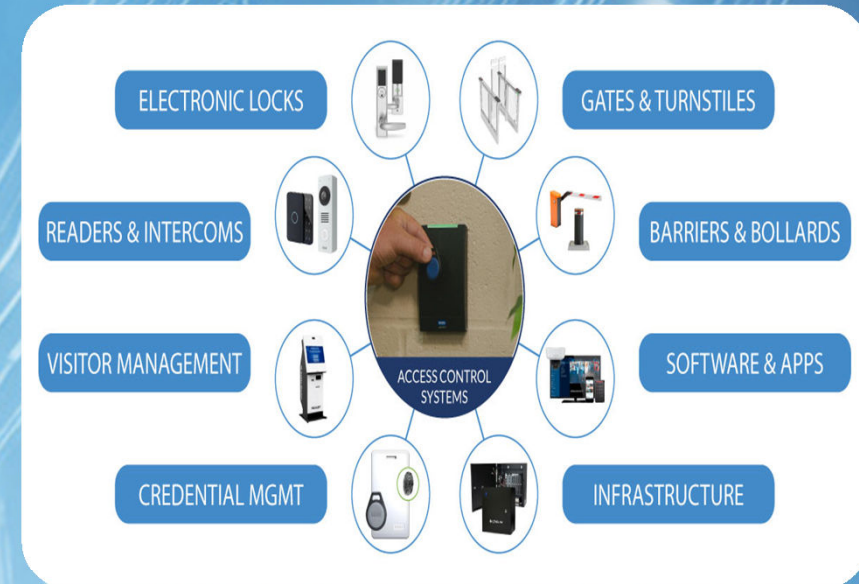 ELECTRONIC LOCKS
GATES & TURNSTILES
READERS & INTERCOMS
BARRIERS & BOLLARDS
VISITOR MANAGEMENT
SOFTWARE & APPS
ACCESS CONTROL
SYSTEMS
CREDENTIAL MGMT
INFRASTRUCTURE